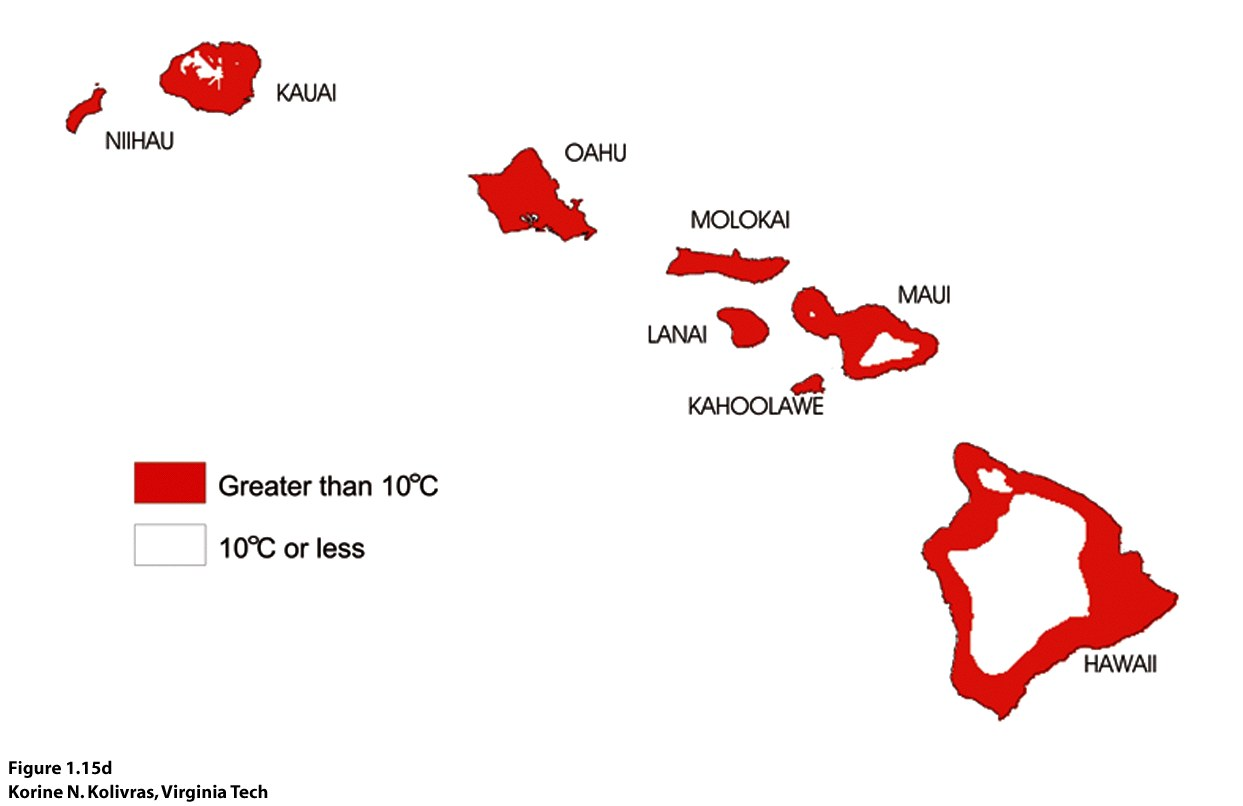 KAUAI
NIIHAU
OAHU
MOLOKAI
MAUI
LANAI
KAHOOLAWE
Greater than 10°C
10°C or less
HAWAII
Figure 1.15d
Korine N. Kolivras, Virginia Tech